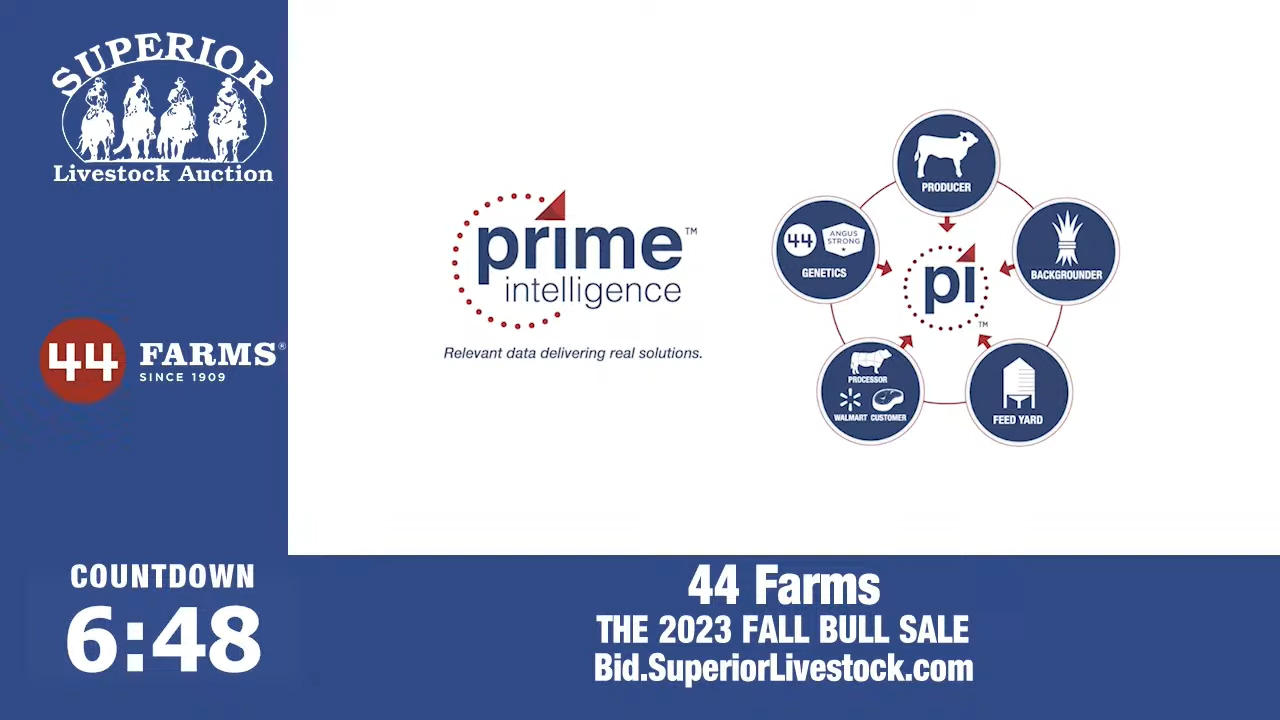 SUPERIOR
Livestock Auction
44 FARMS®
SINCE 1909
COUNTDOWN
6:48
prime™
intelligence
Relevant data delivering real solutions.
PRODUCER
44 ANGUS
STRONG
GENETICS
BACKGROUNDER
pi™
PROCESSOR
WALMART CUSTOMER
FEED YARD
44 Farms
THE 2023 FALL BULL SALE
Bid.SuperiorLivestock.com